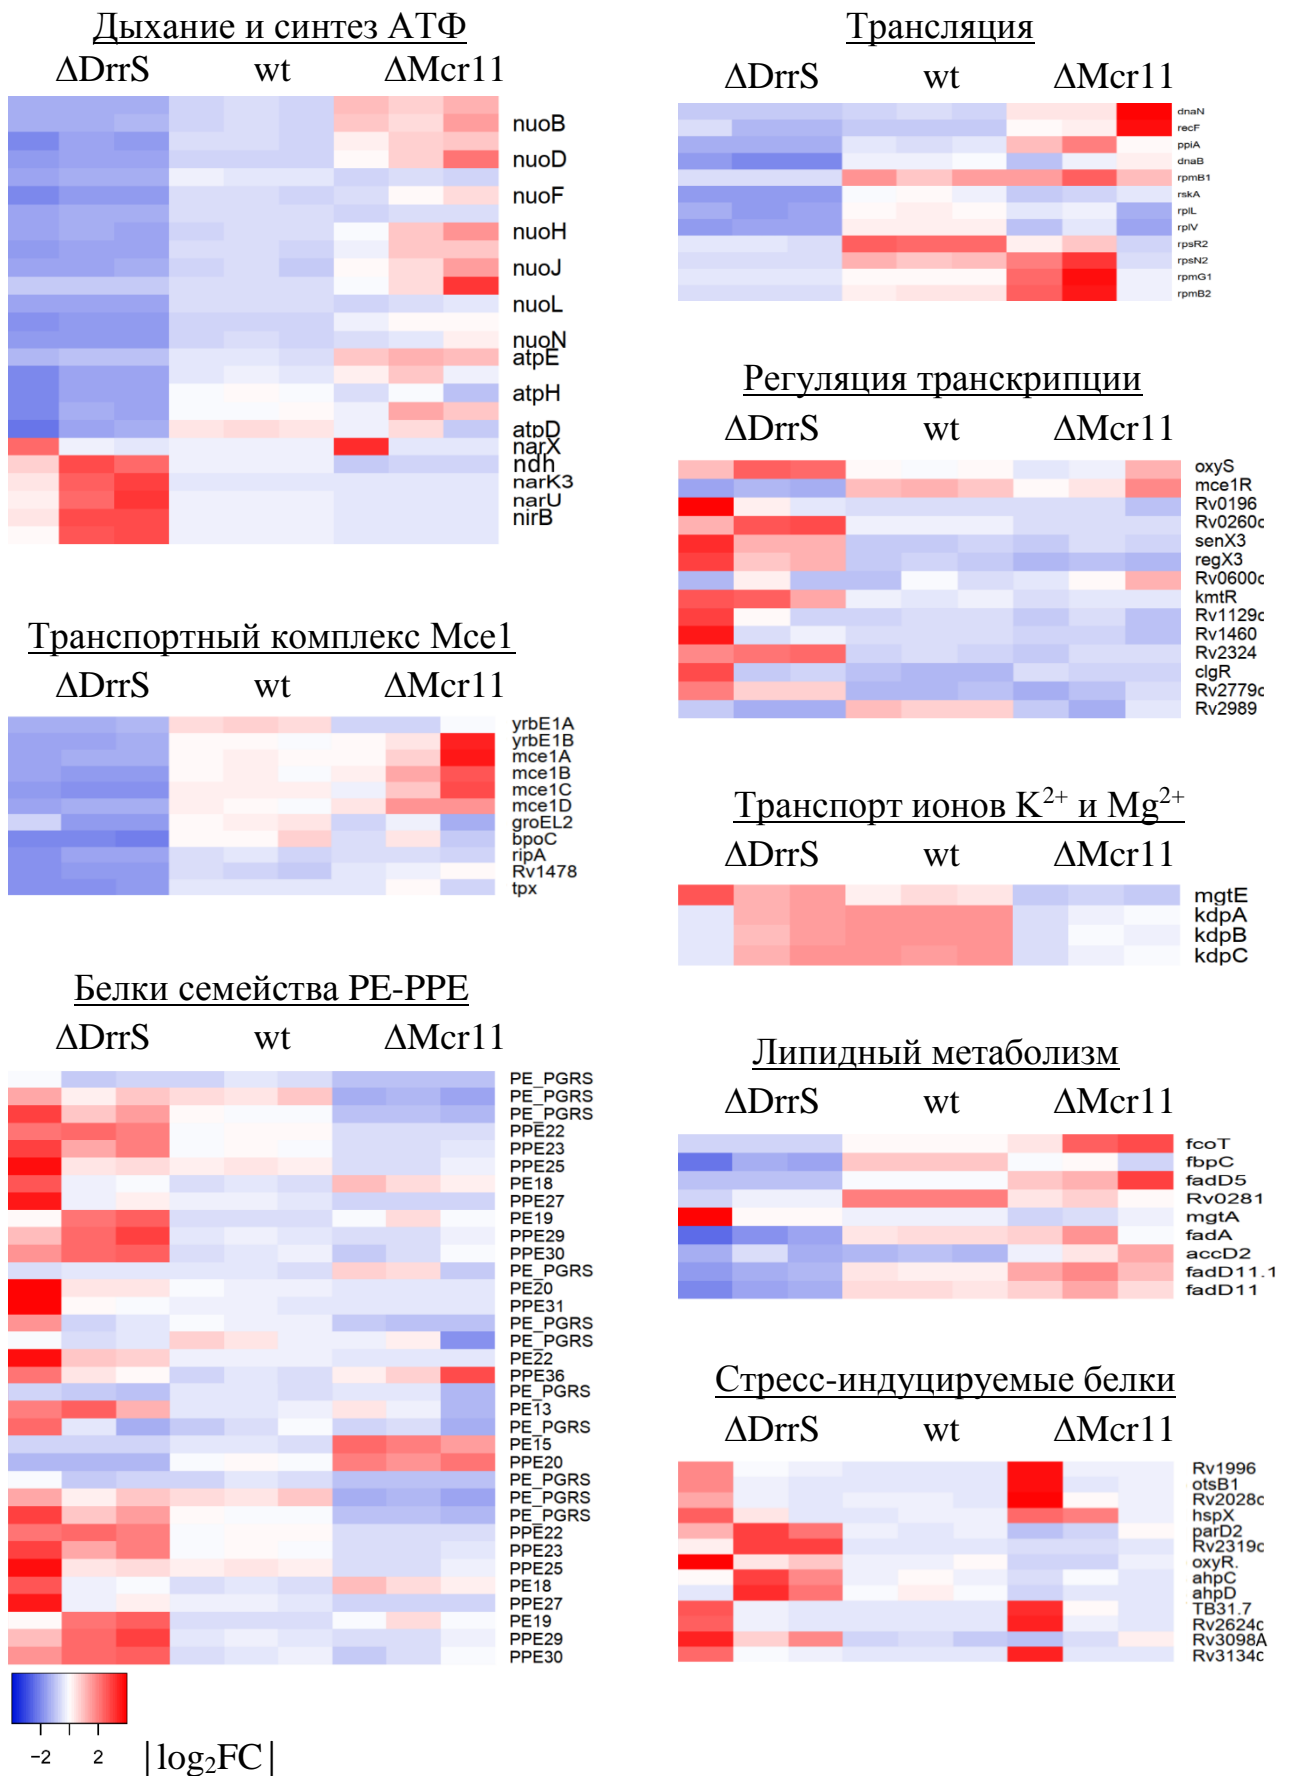 Дыхание и синтез АТФ
ΔDrrS wt ΔMcr11
nuoB
nuoD
nuoF
nuoH
nuoJ
nuoL
nuoN
atpE
atpH
atpD
narX
ndh
narK3
narU
nirB
Транспортный комплекс Mce1
ΔDrrS wt ΔMcr11
yrbE1A
yrbE1B
mce1A
mce1B
mce1C
mce1D
groEL2
bpoC
ripA
Rv1478
tpx
Белки семейства PE-PPE
ΔDrrS wt ΔMcr11
PE_PGRS
PE_PGRS
PE_PGRS
PPE22
PPE23
PPE25
PE18
PPE27
PE19
PPE29
PPE30
PE_PGRS
PE20
PPE31
PE_PGRS
PE_PGRS
PE22
PPE36
PE_PGRS
PE13
PE_PGRS
PE15
PPE20
PE_PGRS
PE_PGRS
PE_PGRS
PPE22
PPE23
PPE25
PE18
PPE27
PE19
PPE29
PPE30
−2 2
|log₂FC|
Трансляция
ΔDrrS wt ΔMcr11
dnaN
recF
ppiA
dnaB
rpmB1
rskA
rplL
rplV
rpsR2
rpsN2
rpmG1
rpmB2
Регуляция транскрипции
ΔDrrS wt ΔMcr11
oxyS
mce1R
Rv0196
Rv0260c
senX3
regX3
Rv0600c
kmtR
Rv1129c
Rv1460
Rv2324
clgR
Rv2779c
Rv2989
Транспорт ионов K²⁺ и Mg²⁺
ΔDrrS wt ΔMcr11
mgtE
kdpA
kdpB
kdpC
Липидный метаболизм
ΔDrrS wt ΔMcr11
fcoT
fbpC
fadD5
Rv0281
mgtA
fadA
accD2
fadD11.1
fadD11
Стресс-индуцируемые белки
ΔDrrS wt ΔMcr11
Rv1996
otsB1
Rv2028c
hspX
parD2
Rv2319c
oxyR.
ahpC
ahpD
TB31.7
Rv2624c
Rv3098A
Rv3134c